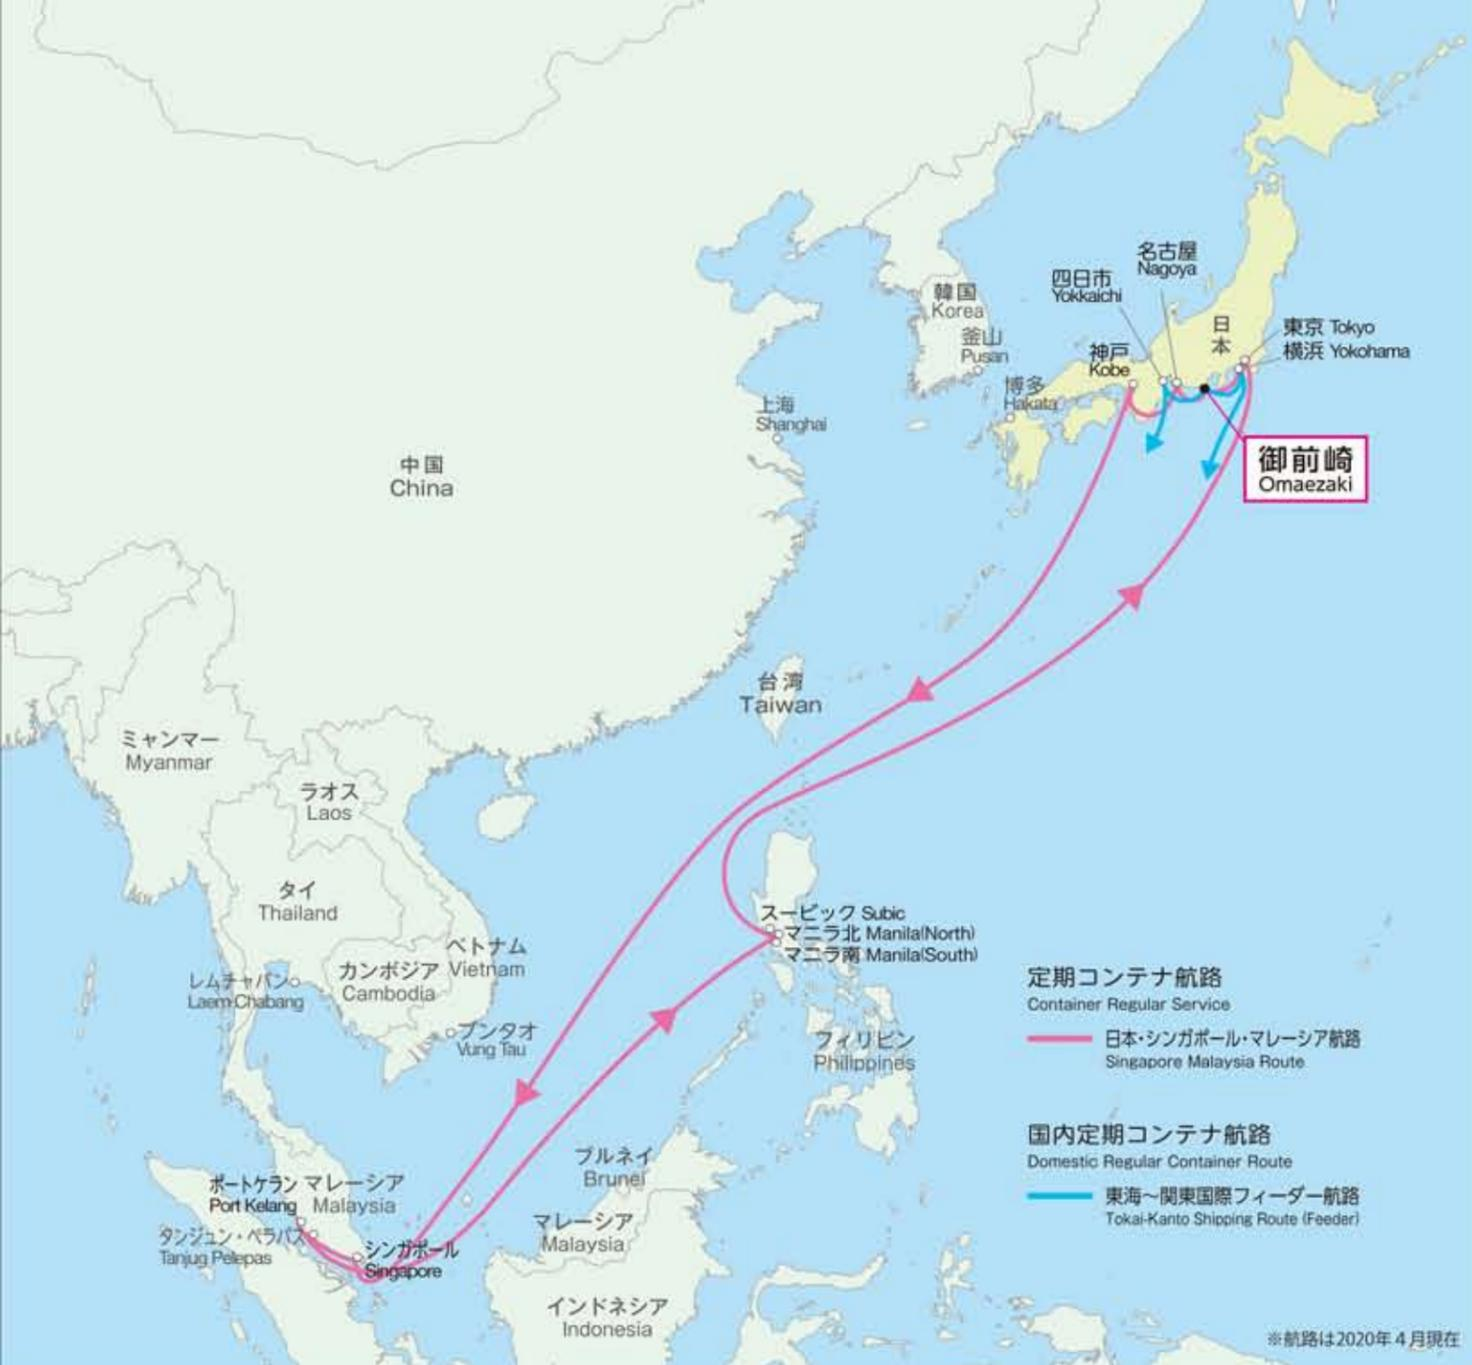 名古屋
Nagoya
四日市
Yokkaichi
韓国
Korea
釜山
Pusan
日
本
東京 Tokyo
横浜 Yokohama
神戸
Kobe
博多
Hakata
上海
Shanghai
御前崎
Omaezaki
中国
China
台湾
Taiwan
ミャンマー
Myanmar
ラオス
Laos
タイ
Thailand
スービック Subic
マニラ北 Manila(North)
マニラ南 Manila(South)
ベトナム
Vietnam
カンボジア
Cambodia
レムチャバン
Laem Chabang
ブンタオ
Vung Tau
フィリピン
Philippines
定期コンテナ航路
Container Regular Service
日本・シンガポール・マレーシア航路
Singapore Malaysia Route
国内定期コンテナ航路
Domestic Regular Container Route
東海〜関東国際フィーダー航路
Tokai-Kanto Shipping Route (Feeder)
ブルネイ
Brunei
ポートケラン
Port Kelang
マレーシア
Malaysia
タンジュン・ペラパス
Tanjug Pelepas
シンガポール
Singapore
マレーシア
Malaysia
インドネシア
Indonesia
※航路は2020年4月現在